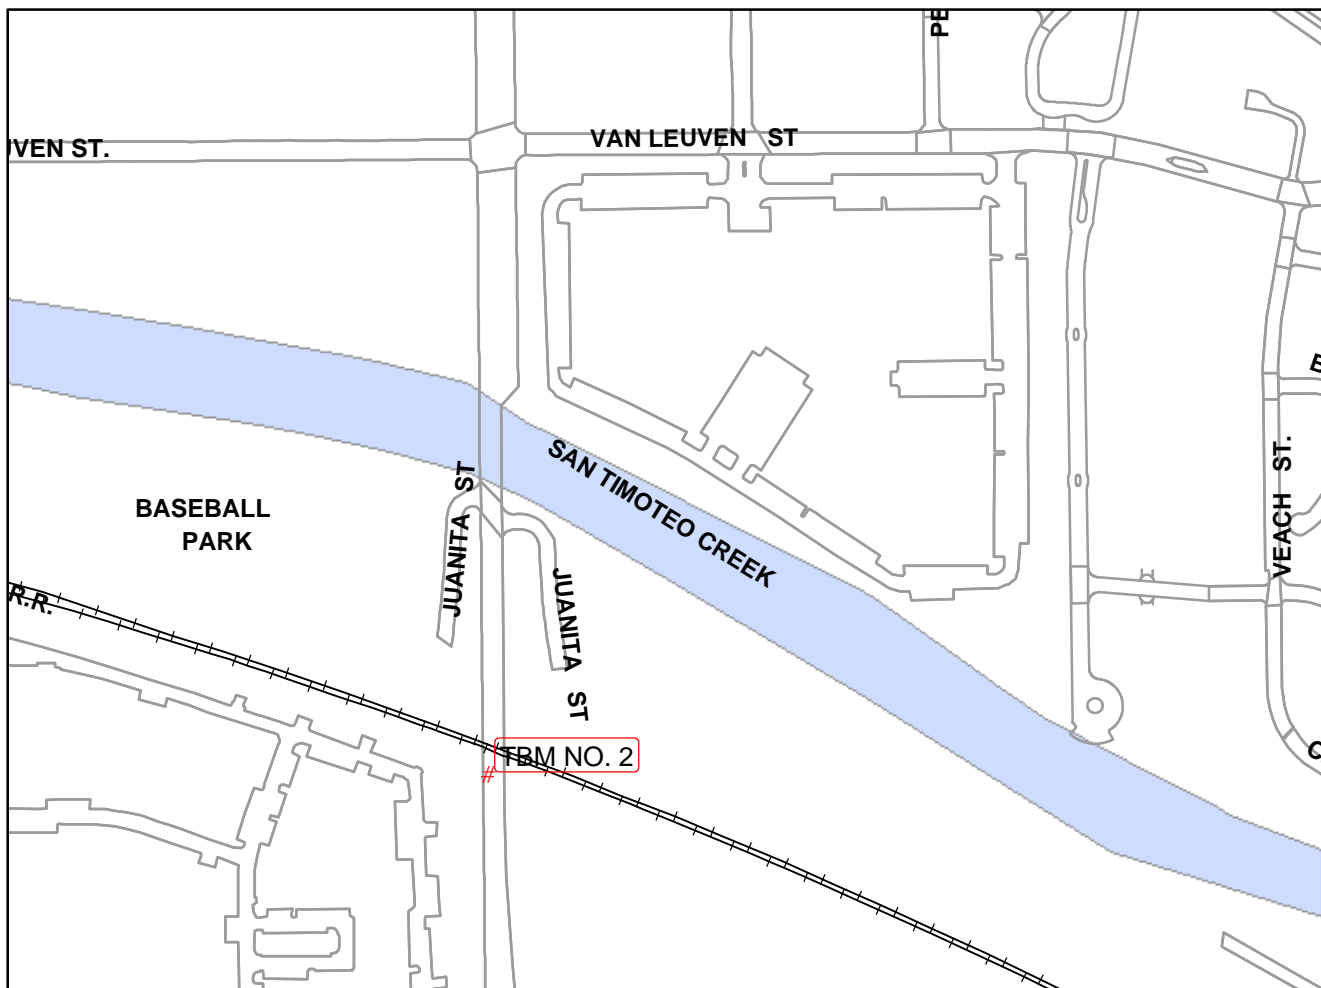 PE
VAN LEUVEN ST
UVEN ST.
E
SAN TIMOTEO CREEK
VEACH ST.
JUANITA ST
BASEBALL
PARK
JUANITA ST
R.R.
TBM NO. 2
#
C